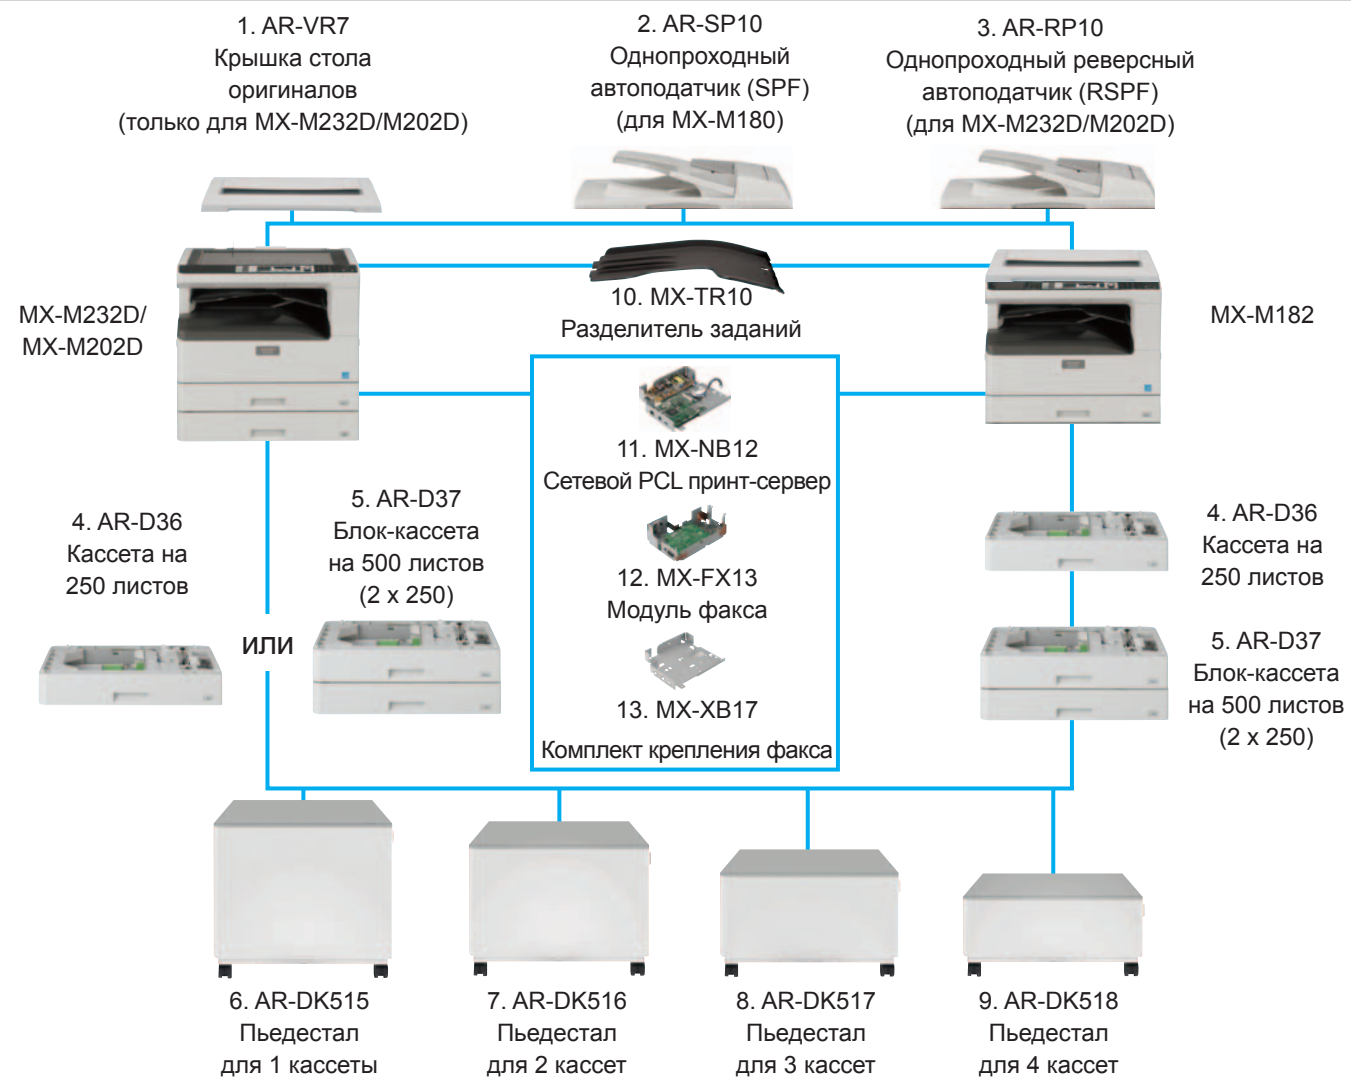 1. AR-VR7
Крышка стола
оригиналов
(только для MX-M232D/M202D)
2. AR-SP10
Однопроходный
автоподатчик (SPF)
(для MX-M180)
3. AR-RP10
Однопроходный реверсный
автоподатчик (RSPF)
(для MX-M232D/M202D)
MX-M232D/
MX-M202D
10. MX-TR10
Разделитель заданий
MX-M182
11. MX-NB12
Сетевой PCL принт-сервер
12. MX-FX13
Модуль факса
13. MX-XB17
Комплект крепления факса
4. AR-D36
Кассета на
250 листов
или
5. AR-D37
Блок-кассета
на 500 листов
(2 x 250)
4. AR-D36
Кассета на
250 листов
5. AR-D37
Блок-кассета
на 500 листов
(2 x 250)
6. AR-DK515
Пьедестал
для 1 кассеты
7. AR-DK516
Пьедестал
для 2 кассет
8. AR-DK517
Пьедестал
для 3 кассет
9. AR-DK518
Пьедестал
для 4 кассет